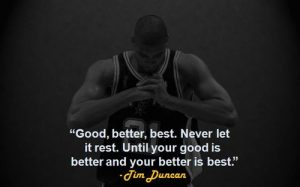 “Good, better, best. Never let
it rest. Until your good is
better and your better is best.”
-Tim Duncan